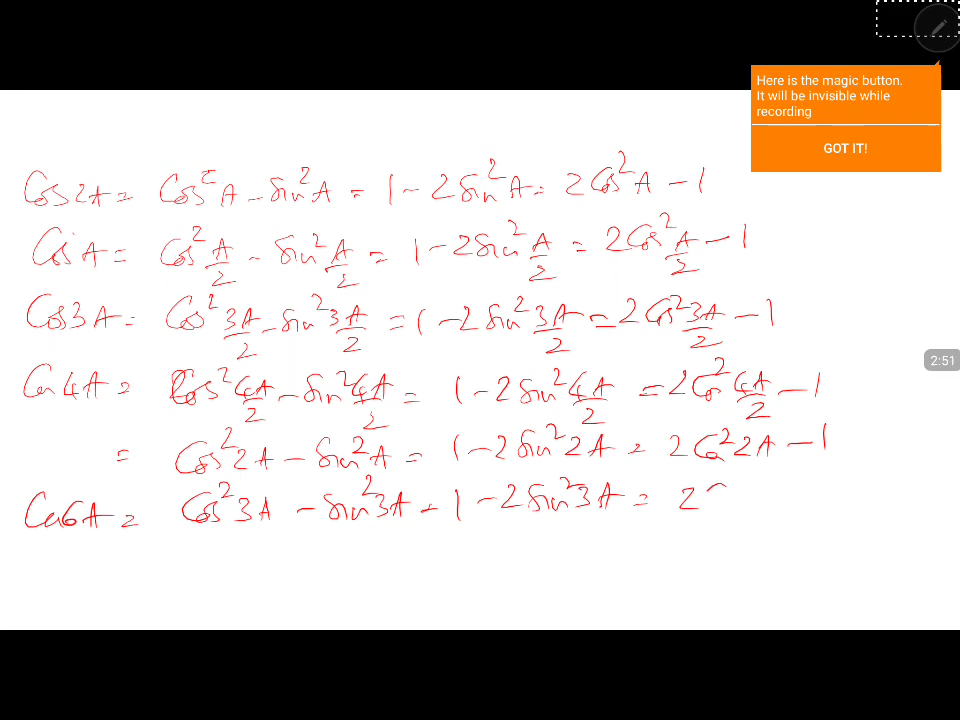 Here is the magic button.
It will be invisible while
recording
GOT IT!
Cos2A = Cos²A - Sin²A = 1 - 2Sin²A = 2Cos²A - 1
CosA = Cos²A/2 - Sin²A/2 = 1 - 2Sin²A/2 = 2Cos²A/2 - 1
Cos3A = Cos²3A/2 - Sin²3A/2 = 1 - 2Sin²3A/2 = 2Cos²3A/2 - 1
2:51
Cos4A = Cos²4A/2 - Sin²4A/2 = 1 - 2Sin²4A/2 = 2Cos²4A/2 - 1
= Cos²2A - Sin²A = 1 - 2Sin²2A = 2Cos²2A - 1
Cos6A = Cos²3A - Sin²3A = 1 - 2Sin²3A = 2